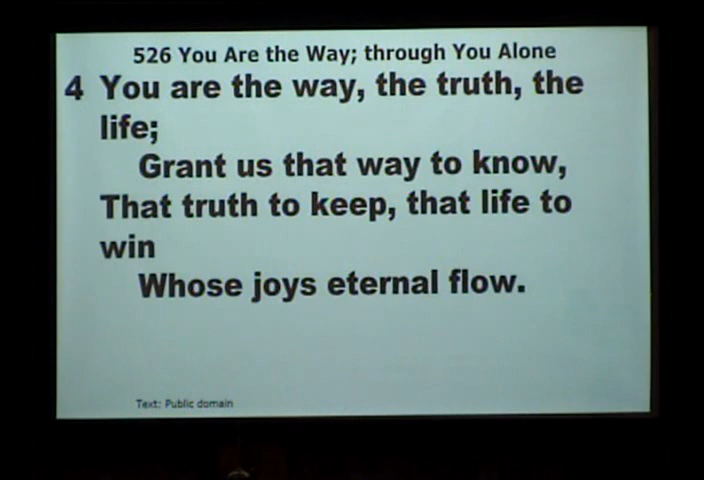 526 You Are the Way; through You Alone
4 You are the way, the truth, the
life;
Grant us that way to know,
That truth to keep, that life to
win
Whose joys eternal flow.
Text: Public domain